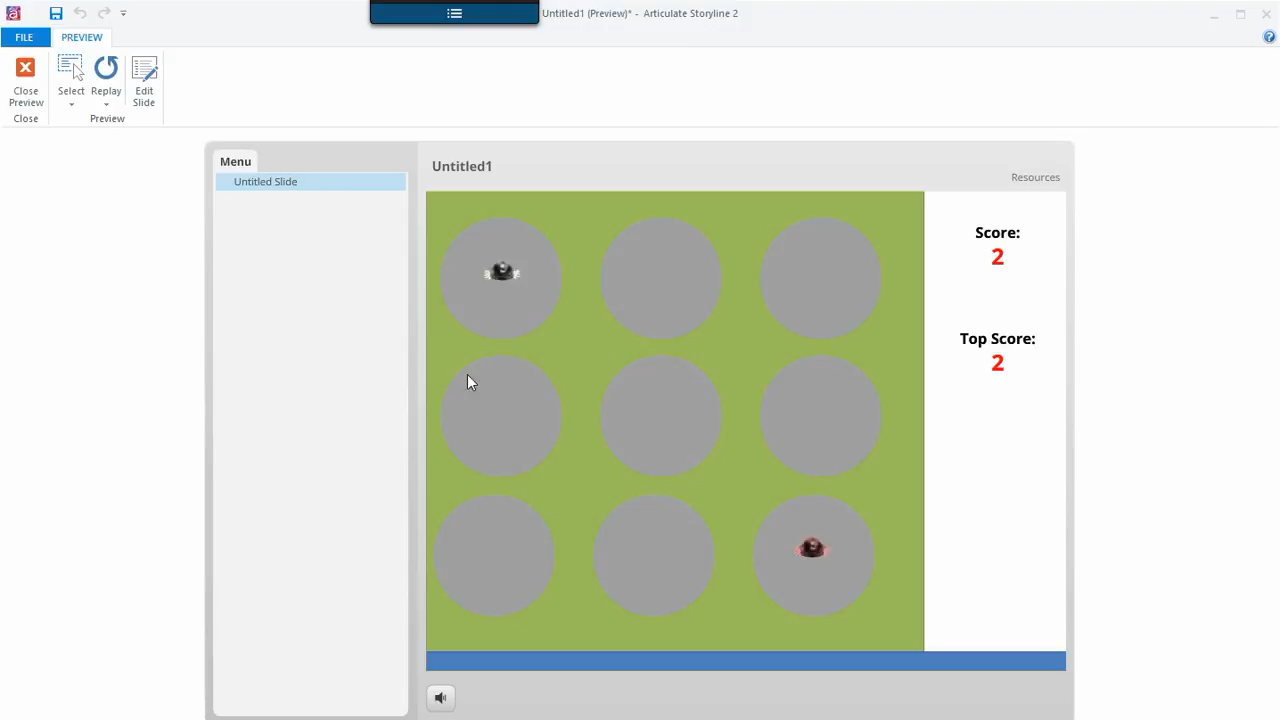 Untitled1 (Preview)* - Articulate Storyline 2
FILE
PREVIEW
Close Preview
Select
Replay
Edit Slide
Close
Preview
Menu
Untitled Slide
Untitled1
Resources
Score:
2
Top Score:
2